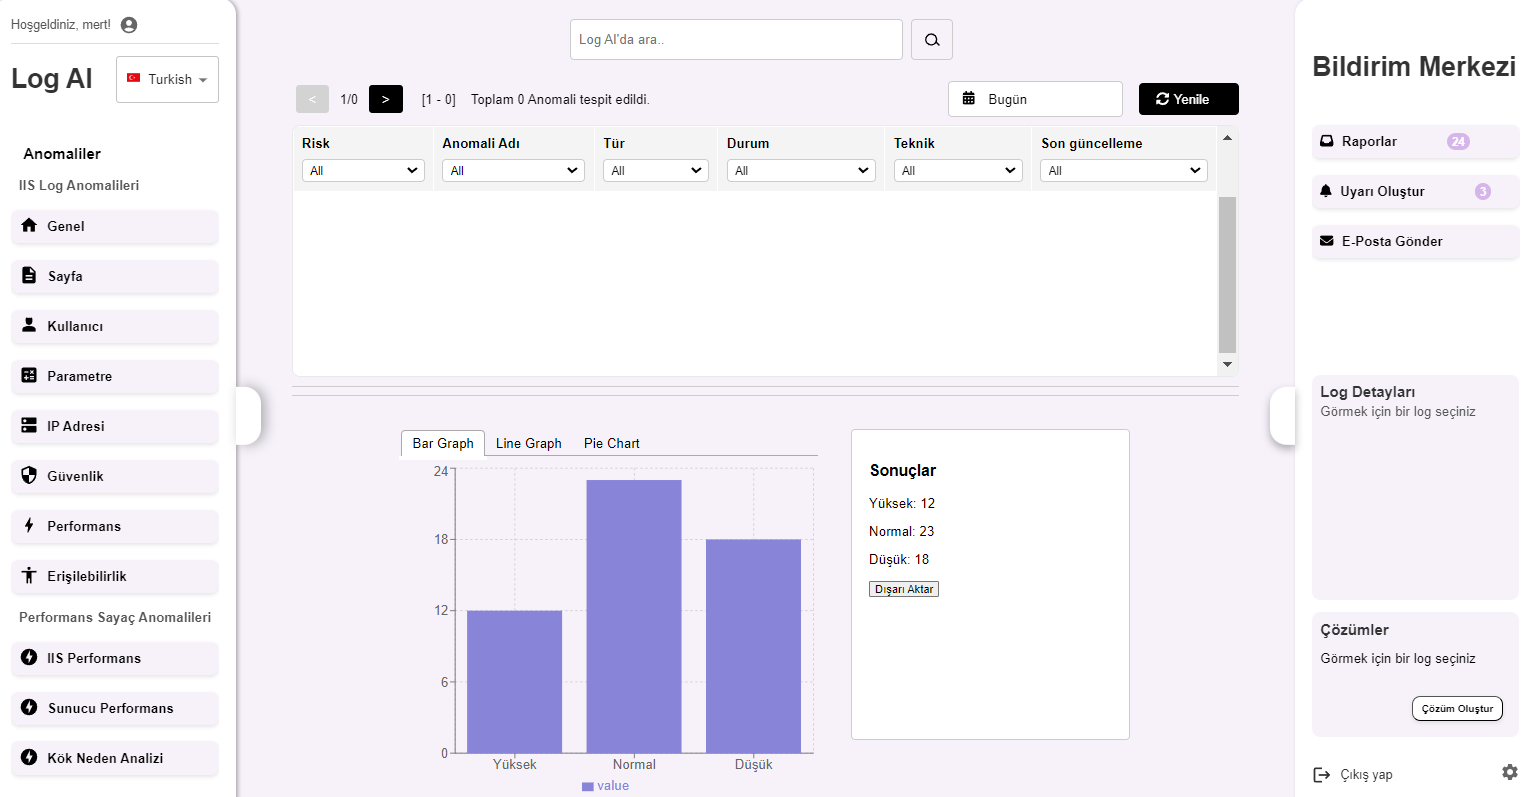 Hoşgeldiniz, mert!
Log AI
Turkish
Anomaliler
IIS Log Anomalileri
Genel
Sayfa
Kullanıcı
Parametre
IP Adresi
Güvenlik
Performans
Erişilebilirlik
Performans Sayaç Anomalileri
IIS Performans
Sunucu Performans
Kök Neden Analizi
Log AI'da ara..
< 1/0 > [1 - 0] Toplam 0 Anomali tespit edildi.
Bugün
Yenile
Risk Anomali Adı Tür Durum Teknik Son güncelleme
All All All All All All
Bar Graph Line Graph Pie Chart
24
18
12
6
0
Yüksek Normal Düşük
value
Sonuçlar
Yüksek: 12
Normal: 23
Düşük: 18
Dışarı Aktar
Bildirim Merkezi
Raporlar 24
Uyarı Oluştur 3
E-Posta Gönder
Log Detayları
Görmek için bir log seçiniz
Çözümler
Görmek için bir log seçiniz
Çözüm Oluştur
Çıkış yap